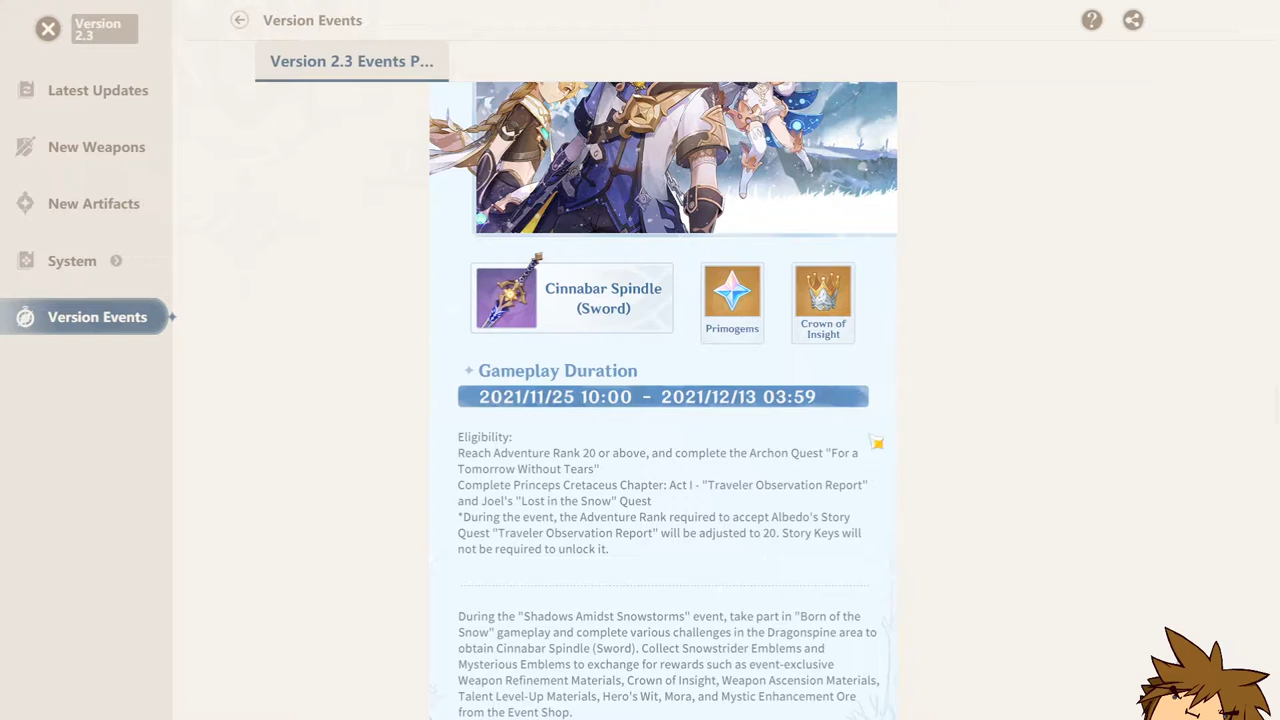 Version
2.3
Version Events
Version 2.3 Events P...
Latest Updates
New Weapons
New Artifacts
System
Version Events
Cinnabar Spindle
(Sword)
Primogems
Crown of
Insight
Gameplay Duration
2021/11/25 10:00 - 2021/12/13 03:59
Eligibility:
Reach Adventure Rank 20 or above, and complete the Archon Quest "For a
Tomorrow Without Tears"
Complete Princeps Cretaceus Chapter: Act I - "Traveler Observation Report"
and Joel's "Lost in the Snow" Quest
*During the event, the Adventure Rank required to accept Albedo's Story
Quest "Traveler Observation Report" will be adjusted to 20. Story Keys will
not be required to unlock it.
During the "Shadows Amidst Snowstorms" event, take part in "Born of the
Snow" gameplay and complete various challenges in the Dragonspine area to
obtain Cinnabar Spindle (Sword). Collect Snowstrider Emblems and
Mysterious Emblems to exchange for rewards such as event-exclusive
Weapon Refinement Materials, Crown of Insight, Weapon Ascension Materials,
Talent Level-Up Materials, Hero's Wit, Mora, and Mystic Enhancement Ore
from the Event Shop.